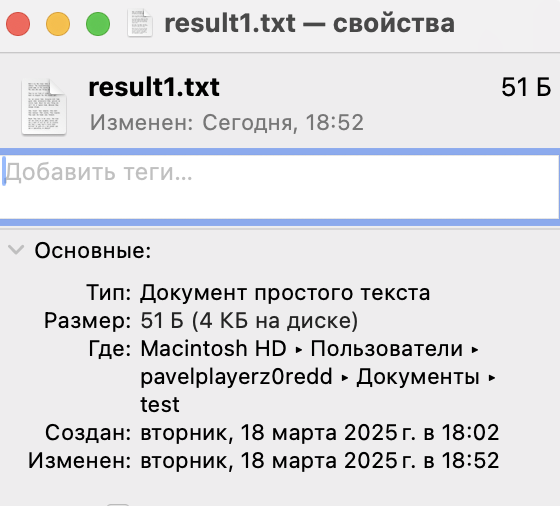 result1.txt — свойства
result1.txt 51 Б
Изменен: Сегодня, 18:52
Добавить теги...
Основные:
Тип: Документ простого текста
Размер: 51 Б (4 КБ на диске)
Где: Macintosh HD ▸ Пользователи ▸
pavelplayerz0redd ▸ Документы ▸
test
Создан: вторник, 18 марта 2025 г. в 18:02
Изменен: вторник, 18 марта 2025 г. в 18:52